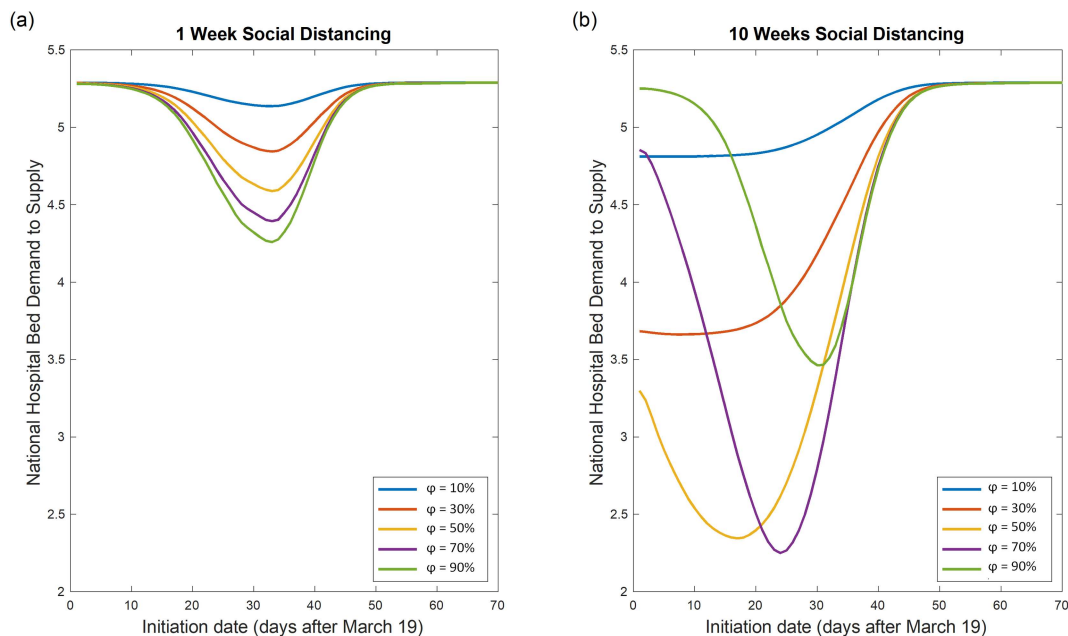 (a)
1 Week Social Distancing
National Hospital Bed Demand to Supply
5.5
5
4.5
4
3.5
3
2.5
2
0 10 20 30 40 50 60 70
Initiation date (days after March 19)
φ = 10%
φ = 30%
φ = 50%
φ = 70%
φ = 90%
(b)
10 Weeks Social Distancing
National Hospital Bed Demand to Supply
5.5
5
4.5
4
3.5
3
2.5
2
0 10 20 30 40 50 60 70
Initiation date (days after March 19)
φ = 10%
φ = 30%
φ = 50%
φ = 70%
φ = 90%